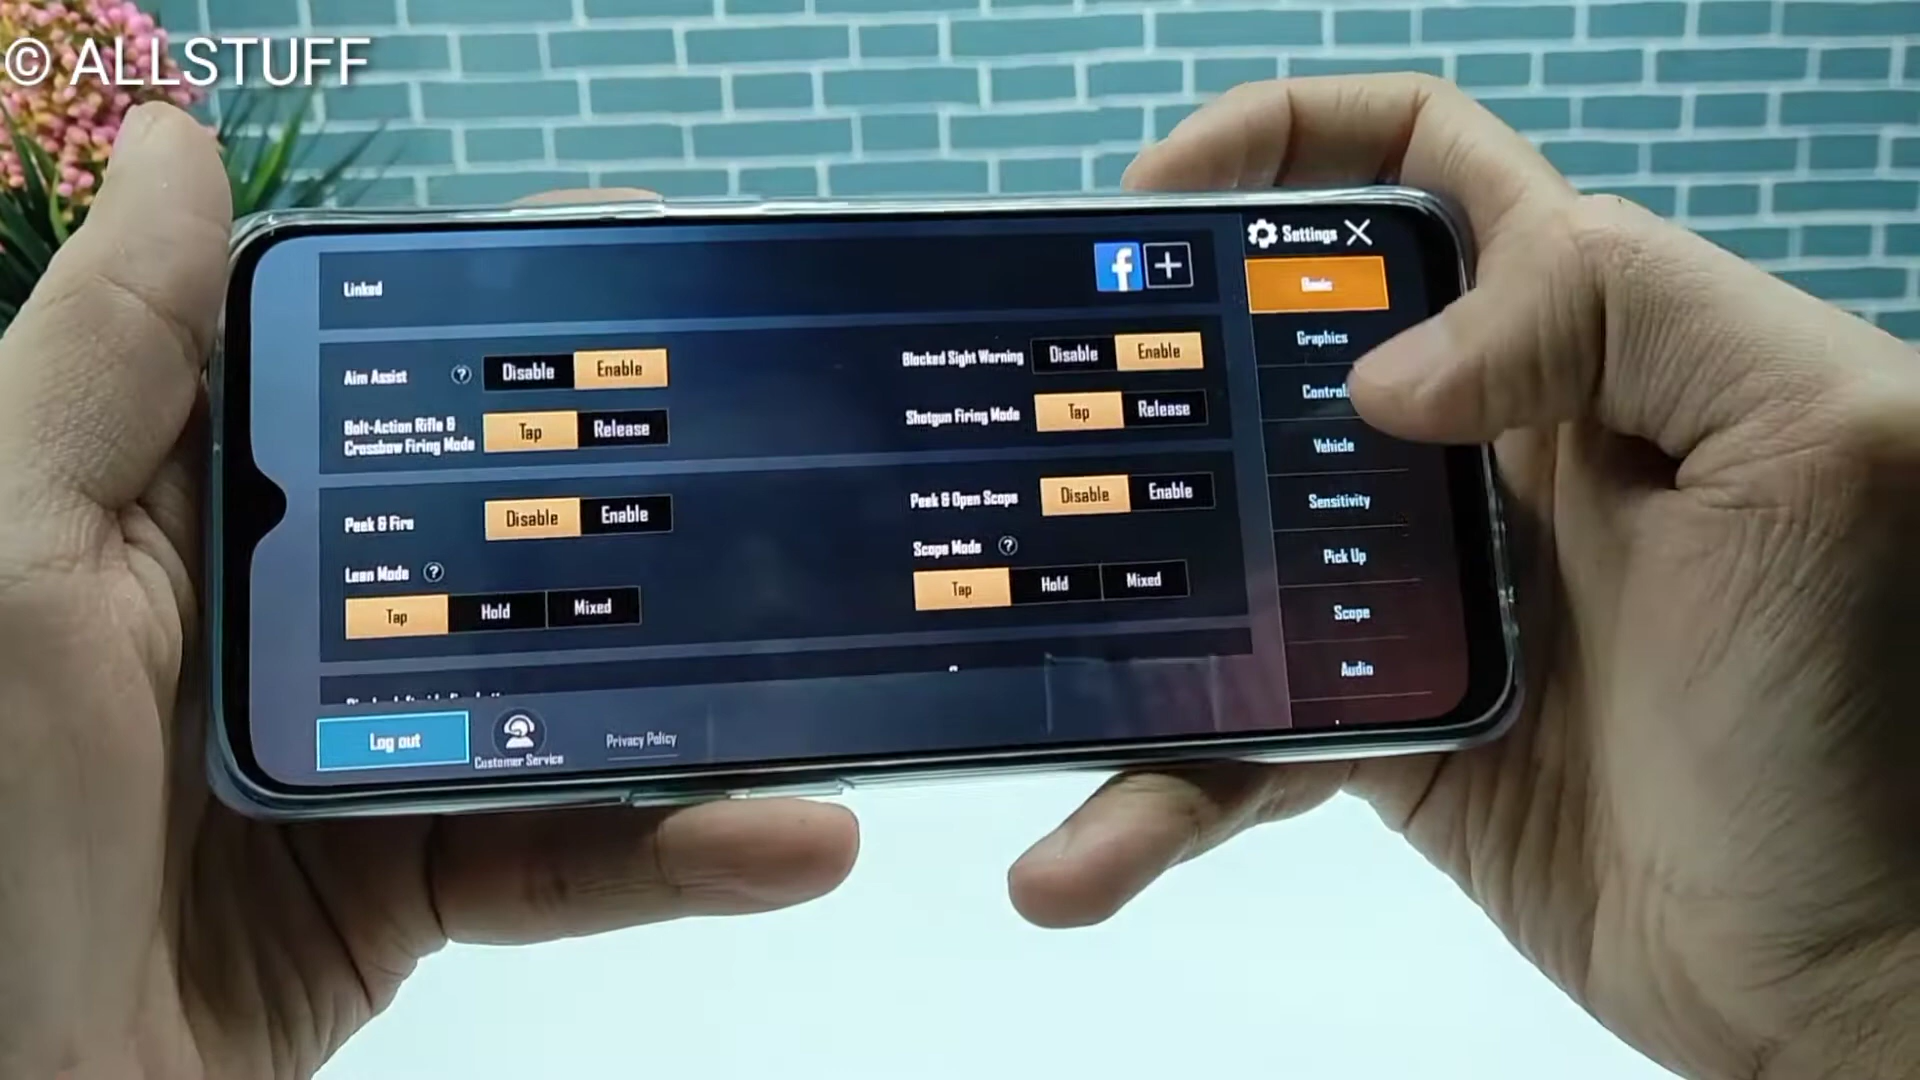 © ALLSTUFF
Settings
Linked
Basic
Graphics
Aim Assist ? Disable Enable
Blocked Sight Warning Disable Enable
Controls
Bolt-Action Rifle &
Crossbow Firing Mode
Tap Release
Shotgun Firing Mode Tap Release
Vehicle
Peek & Fire Disable Enable
Peek & Open Scope Disable Enable
Sensitivity
Lean Mode ?
Tap Hold Mixed
Scope Mode ?
Tap Hold Mixed
Pick Up
Scope
Audio
Log out
Customer Service
Privacy Policy